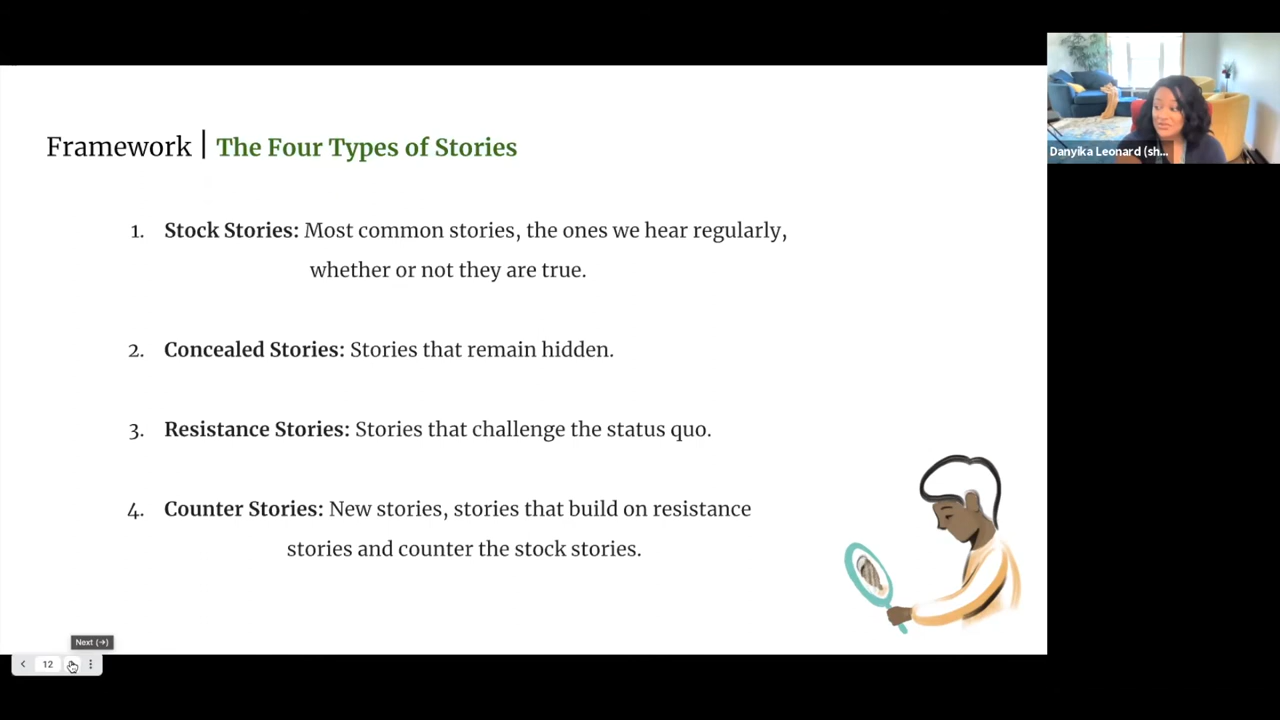 Framework | The Four Types of Stories
Danyika Leonard (sh...
1. Stock Stories: Most common stories, the ones we hear regularly,
whether or not they are true.
2. Concealed Stories: Stories that remain hidden.
3. Resistance Stories: Stories that challenge the status quo.
4. Counter Stories: New stories, stories that build on resistance
stories and counter the stock stories.
Next (→)
12